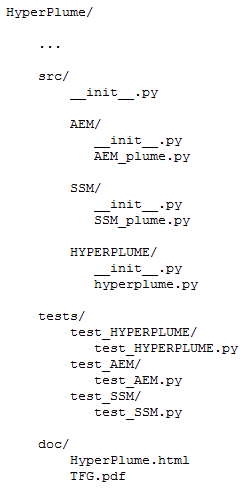 HyperPlume/
...
src/
__init__.py
AEM/
__init__.py
AEM_plume.py
SSM/
__init__.py
SSM_plume.py
HYPERPLUME/
__init__.py
hyperplume.py
tests/
test_HYPERPLUME/
test_HYPERPLUME.py
test_AEM/
test_AEM.py
test_SSM/
test_SSM.py
doc/
HyperPlume.html
TFG.pdf